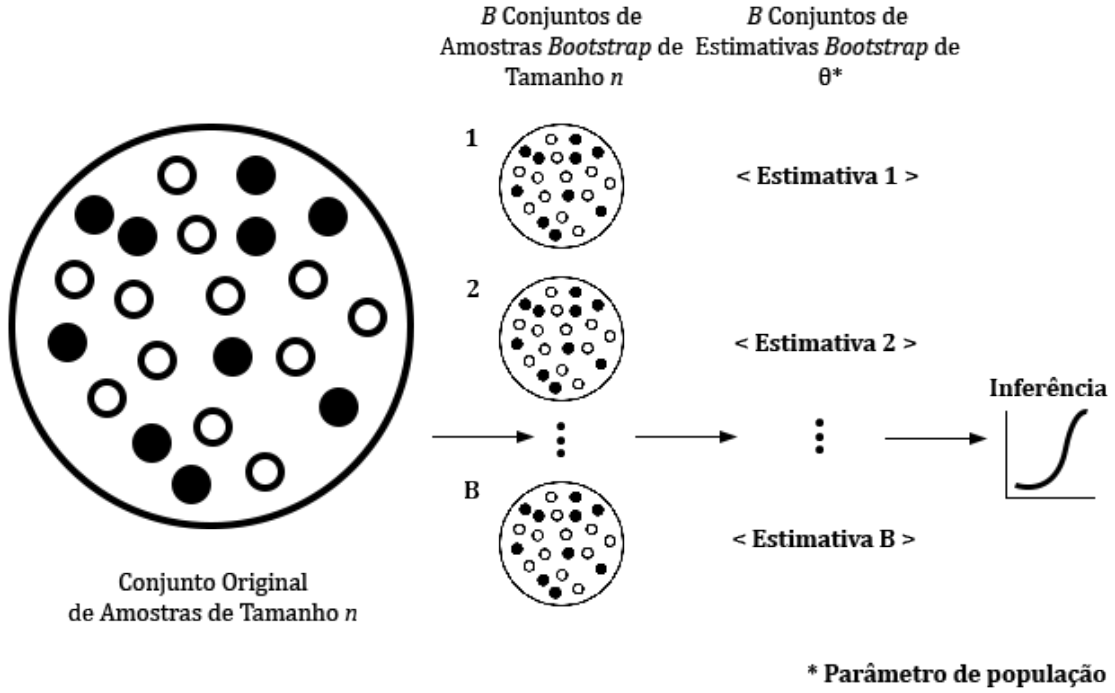 B Conjuntos de
Amostras Bootstrap de
Tamanho n
B Conjuntos de
Estimativas Bootstrap de
θ*
1
< Estimativa 1 >
2
< Estimativa 2 >
Inferência
B
< Estimativa B >
Conjunto Original
de Amostras de Tamanho n
* Parâmetro de população